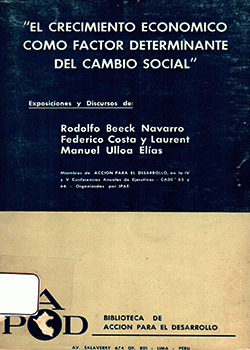 "EL CRECIMIENTO ECONOMICO
COMO FACTOR DETERMINANTE
DEL CAMBIO SOCIAL"
Exposiciones y Discursos de:
Rodolfo Beeck Navarro
Federico Costa y Laurent
Manuel Ulloa Elías
Miembros de ACCION PARA EL DESARROLLO, en la IV
y V Conferencias Anuales de Ejecutivos - CADE' 65 y
66 - Organizadas por IPAE.
A
POD
BIBLIOTECA DE
ACCION PARA EL DESARROLLO
AV. SALAVERRY 674 OF. 801 - LIMA - PERU